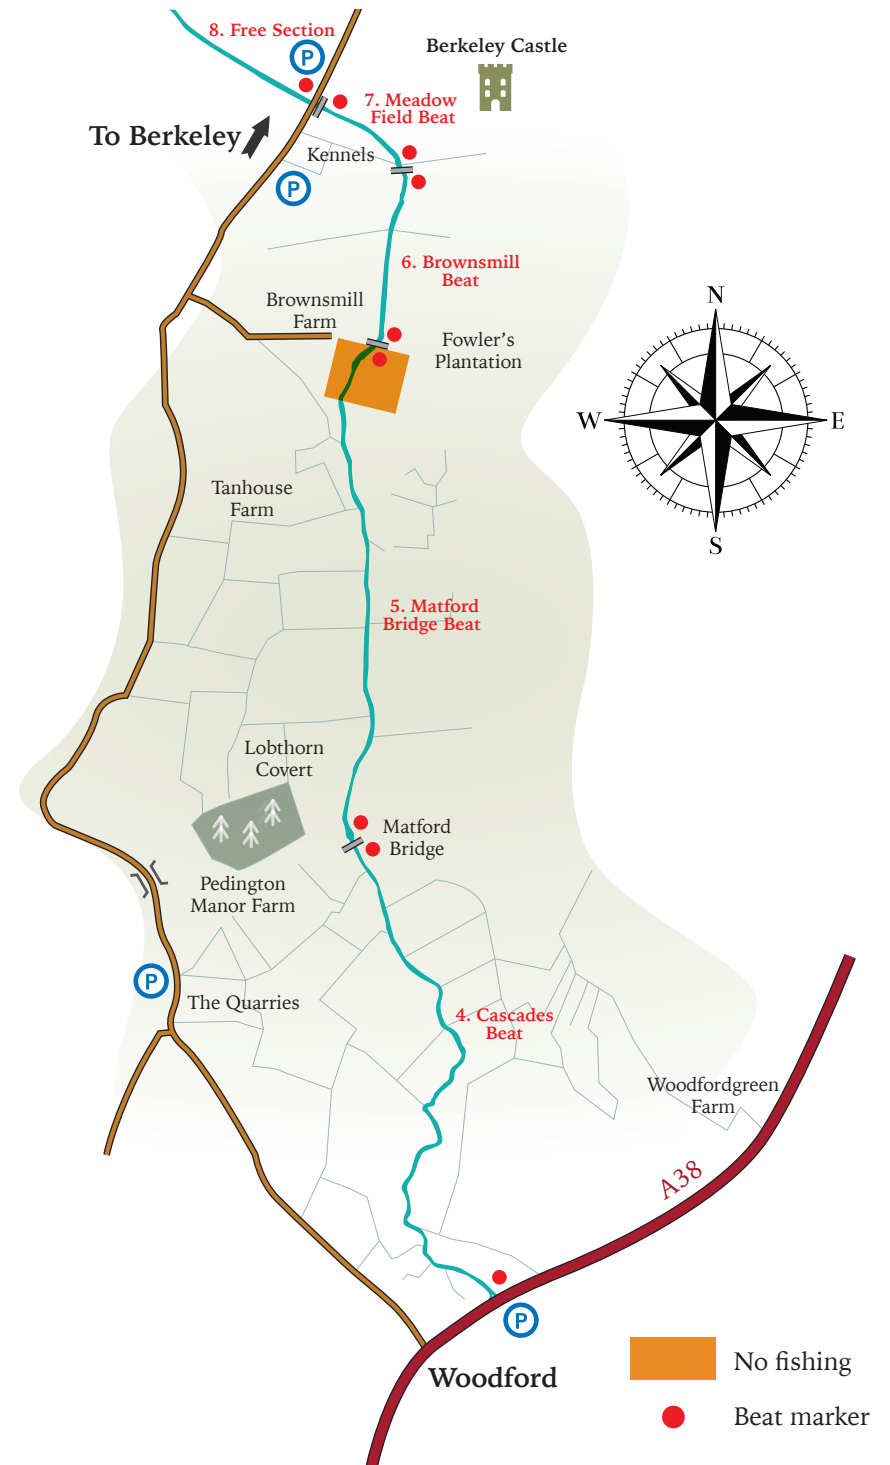 8. Free Section
P
Berkeley Castle
7. Meadow
Field Beat
To Berkeley
Kennels
P
6. Brownsmill
Beat
Brownsmill
Farm
Fowler's
Plantation
N
W
E
S
Tanhouse
Farm
5. Matford
Bridge Beat
Lobthorn
Covert
Matford
Bridge
Pedington
Manor Farm
P
The Quarries
4. Cascades
Beat
Woodfordgreen
Farm
A38
P
Woodford
No fishing
Beat marker